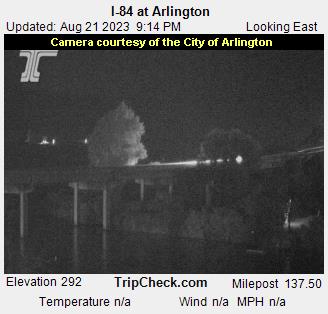 I-84 at Arlington
Updated: Aug 21 2023 9:14 PM Looking East
Camera courtesy of the City of Arlington
Elevation 292 TripCheck.com Milepost 137.50
Temperature n/a Wind n/a MPH n/a